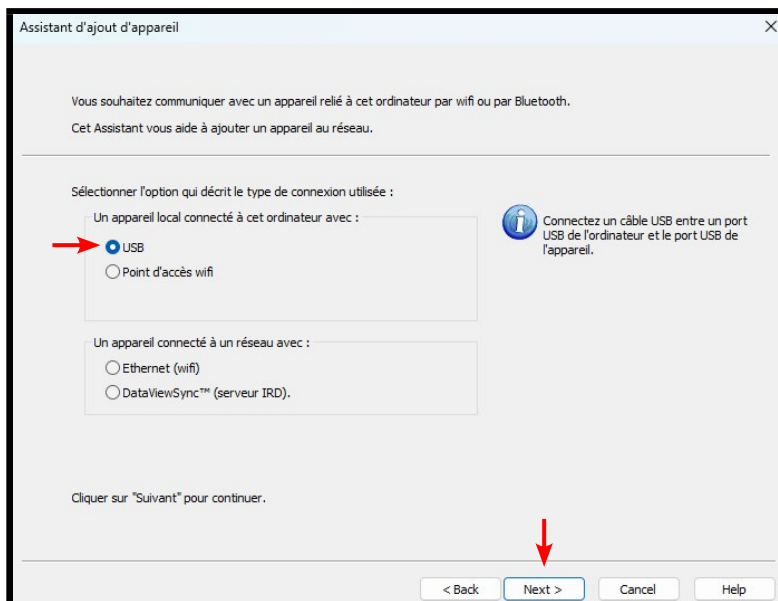 Assistant d'ajout d'appareil
Vous souhaitez communiquer avec un appareil relié à cet ordinateur par wifi ou par Bluetooth.
Cet Assistant vous aide à ajouter un appareil au réseau.
Sélectionner l'option qui décrit le type de connexion utilisée :
Un appareil local connecté à cet ordinateur avec :
USB
Point d'accès wifi
Connectez un câble USB entre un port
USB de l'ordinateur et le port USB de
l'appareil.
Un appareil connecté à un réseau avec :
Ethernet (wifi)
DataViewSync™ (serveur IRD).
Cliquer sur "Suivant" pour continuer.
< Back
Next >
Cancel
Help